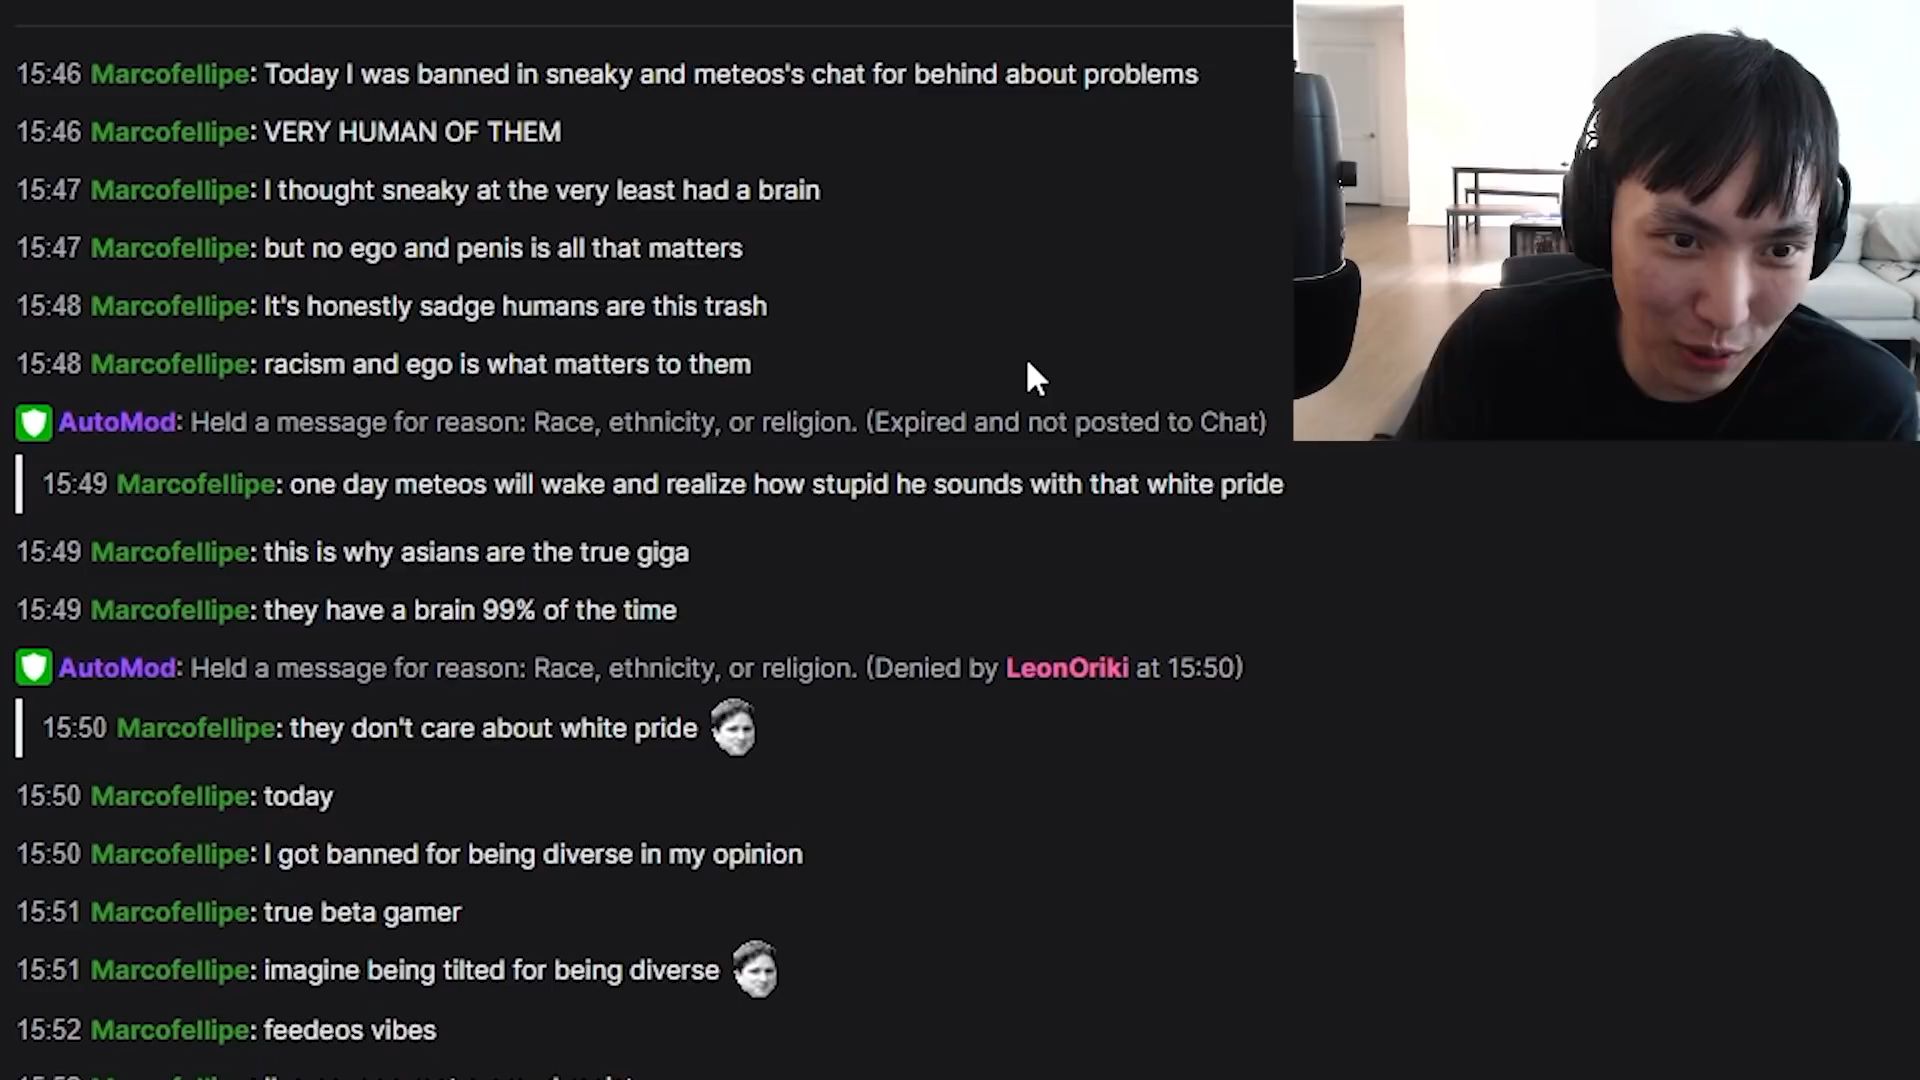 15:46 Marcofellipe: Today I was banned in sneaky and meteos's chat for behind about problems
15:46 Marcofellipe: VERY HUMAN OF THEM
15:47 Marcofellipe: I thought sneaky at the very least had a brain
15:47 Marcofellipe: but no ego and penis is all that matters
15:48 Marcofellipe: It's honestly sadge humans are this trash
15:48 Marcofellipe: racism and ego is what matters to them
AutoMod: Held a message for reason: Race, ethnicity, or religion. (Expired and not posted to Chat)
15:49 Marcofellipe: one day meteos will wake and realize how stupid he sounds with that white pride
15:49 Marcofellipe: this is why asians are the true giga
15:49 Marcofellipe: they have a brain 99% of the time
AutoMod: Held a message for reason: Race, ethnicity, or religion. (Denied by LeonOriki at 15:50)
15:50 Marcofellipe: they don't care about white pride
15:50 Marcofellipe: today
15:50 Marcofellipe: I got banned for being diverse in my opinion
15:51 Marcofellipe: true beta gamer
15:51 Marcofellipe: imagine being tilted for being diverse
15:52 Marcofellipe: feedeos vibes